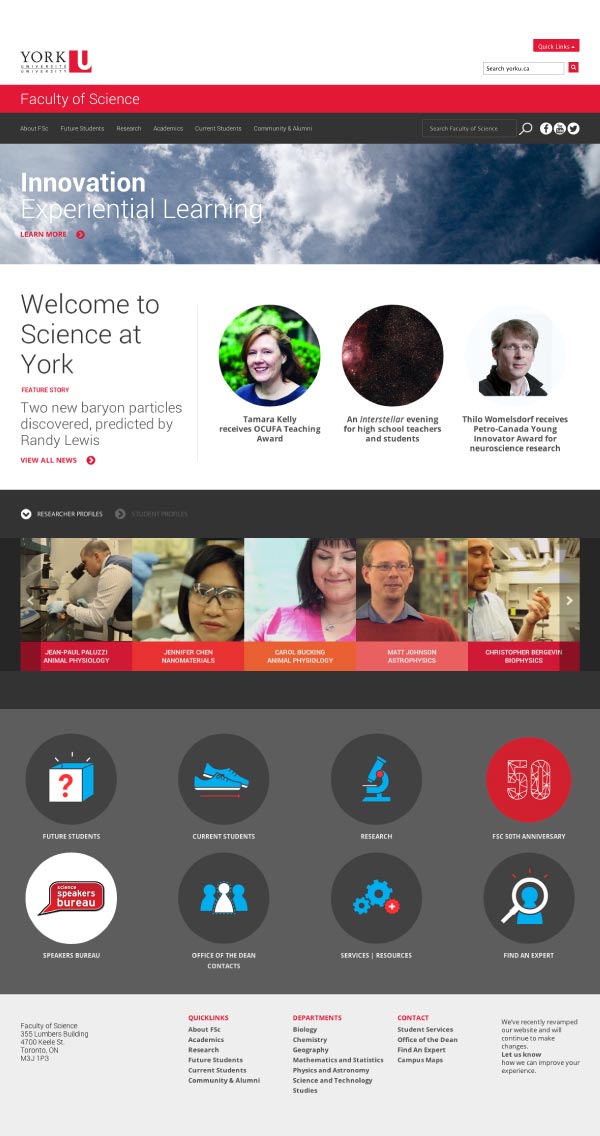 Quick Links
YORK U
UNIVERSITÉ
UNIVERSITY
Search yorku.ca
Faculty of Science
About FSc Future Students Research Academics Current Students Community & Alumni
Search Faculty of Science
Innovation
Experiential Learning
LEARN MORE
Welcome to
Science at
York
FEATURE STORY
Two new baryon particles
discovered, predicted by
Randy Lewis
VIEW ALL NEWS
Tamara Kelly
receives OCUFA Teaching
Award
An Interstellar evening
for high school teachers
and students
Thilo Womelsdorf receives
Petro-Canada Young
Innovator Award for
neuroscience research
RESEARCHER PROFILES STUDENT PROFILES
JEAN-PAUL PALUZZI
ANIMAL PHYSIOLOGY
JENNIFER CHEN
NANOMATERIALS
CAROL BUCKING
ANIMAL PHYSIOLOGY
MATT JOHNSON
ASTROPHYSICS
CHRISTOPHER BERGEVIN
BIOPHYSICS
?
50
FUTURE STUDENTS
CURRENT STUDENTS
RESEARCH
FSC 50TH ANNIVERSARY
science
speakers
bureau
SPEAKERS BUREAU
OFFICE OF THE DEAN
CONTACTS
SERVICES | RESOURCES
FIND AN EXPERT
Faculty of Science
355 Lumbers Building
4700 Keele St.
Toronto, ON
M3J 1P3
QUICKLINKS
About FSc
Academics
Research
Future Students
Current Students
Community & Alumni
DEPARTMENTS
Biology
Chemistry
Geography
Mathematics and Statistics
Physics and Astronomy
Science and Technology
Studies
CONTACT
Student Services
Office of the Dean
Find An Expert
Campus Maps
We've recently revamped
our website and will
continue to make
changes.
Let us know
how we can improve your
experience.